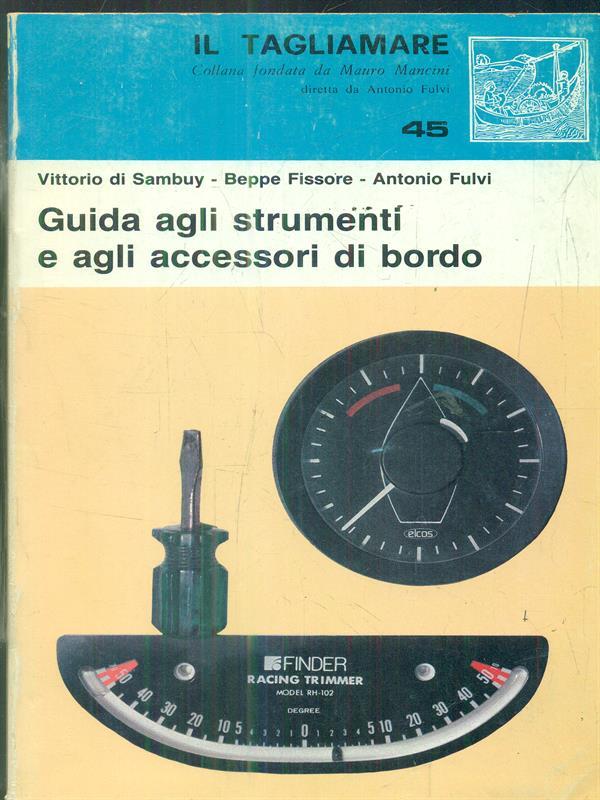 IL TAGLIAMARE
Collana fondata da Mauro Mancini
diretta da Antonio Fulvi
45
Vittorio di Sambuy - Beppe Fissore - Antonio Fulvi
Guida agli strumenti
e agli accessori di bordo
elcos
FINDER
RACING TRIMMER
MODEL RH-102
DEGREE
50 40 30 20 10 5 4 3 2 1 0 1 2 3 4 5 10 20 30 40 50